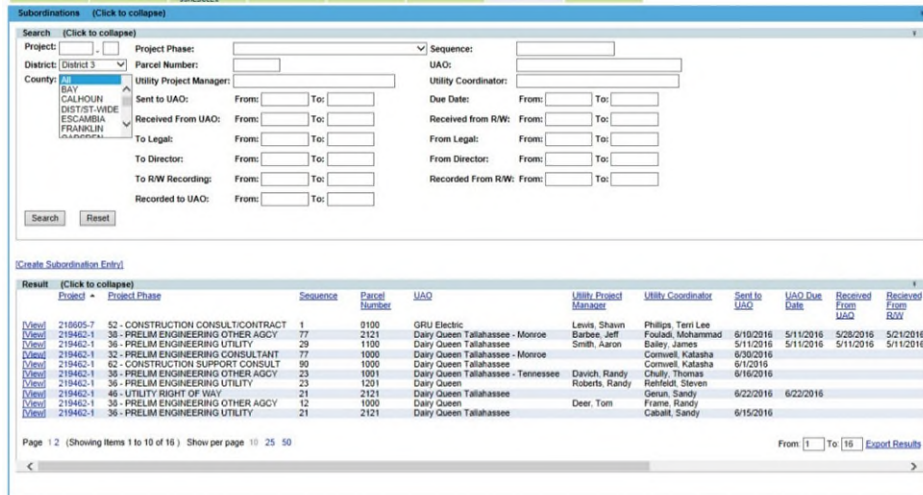 SCHEDULES
Subordinations (Click to collapse)
Search (Click to collapse)
Project: - Project Phase: Sequence:
District: District 3 Parcel Number: UAO:
County: All Utility Project Manager: Utility Coordinator:
BAY
CALHOUN Sent to UAO: From: To: Due Date: From: To:
DIST/ST-WIDE
ESCAMBIA Received From UAO: From: To: Received from R/W: From: To:
FRANKLIN
GADSDEN
To Legal: From: To: From Legal: From: To:
To Director: From: To: From Director: From: To:
To R/W Recording: From: To: Recorded From R/W: From: To:
Recorded to UAO: From: To:
Search Reset
[Create Subordination Entry]
Result (Click to collapse)
Project Project Phase Sequence Parcel Number UAO Utility Project Manager Utility Coordinator Sent to UAO UAO Due Date Received From UAO Recieved From R/W
[View] 218605-7 52 - CONSTRUCTION CONSULT/CONTRACT 1 0100 GRU Electric Lewis, Shawn Phillips, Terri Lee
[View] 219462-1 38 - PRELIM ENGINEERING OTHER AGCY 77 2121 Dairy Queen Tallahassee - Monroe Barbee, Jeff Fouladi, Mohammad 6/10/2016 5/11/2016 5/28/2016 5/21/2016
[View] 219462-1 36 - PRELIM ENGINEERING UTILITY 29 1100 Dairy Queen Tallahassee Smith, Aaron Bailey, James 5/11/2016 5/11/2016 5/11/2016 5/11/2016
[View] 219462-1 32 - PRELIM ENGINEERING CONSULTANT 77 1000 Dairy Queen Tallahassee - Monroe Cornwell, Katasha 6/30/2016
[View] 219462-1 62 - CONSTRUCTION SUPPORT CONSULT 90 1000 Dairy Queen Tallahassee Cornwell, Katasha 6/1/2016
[View] 219462-1 38 - PRELIM ENGINEERING OTHER AGCY 23 1001 Dairy Queen Tallahassee - Tennessee Davich, Randy Chully, Thomas 6/16/2016
[View] 219462-1 36 - PRELIM ENGINEERING UTILITY 23 1201 Dairy Queen Roberts, Randy Rehfeldt, Steven
[View] 219462-1 46 - UTILITY RIGHT OF WAY 21 2121 Dairy Queen Tallahassee Gerun, Sandy 6/22/2016 6/22/2016
[View] 219462-1 38 - PRELIM ENGINEERING OTHER AGCY 12 1000 Dairy Queen Deer, Tom Frame, Randy
[View] 219462-1 36 - PRELIM ENGINEERING UTILITY 21 2121 Dairy Queen Tallahassee Cabalit, Sandy 6/15/2016
Page 1 2 (Showing Items 1 to 10 of 16) Show per page 10 25 50 From: 1 To: 16 Export Results